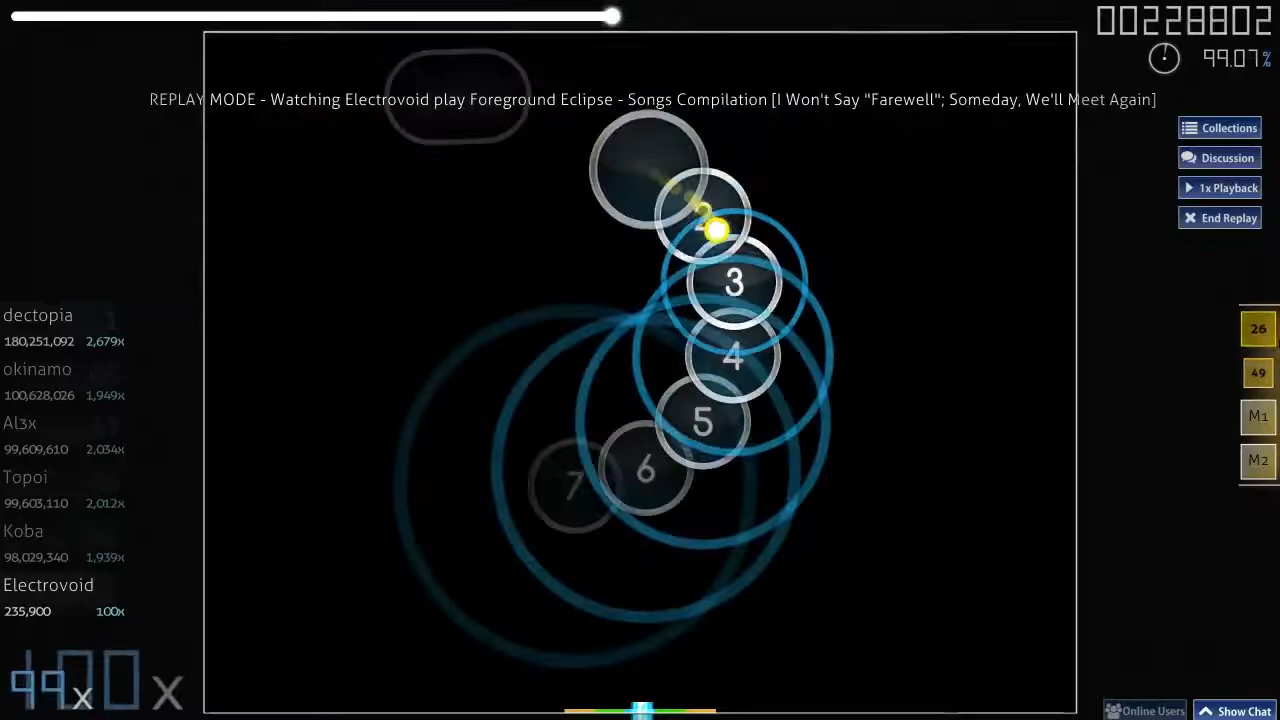 00228802
99.07%
REPLAY MODE - Watching Electrovoid play Foreground Eclipse - Songs Compilation [I Won't Say "Farewell"; Someday, We'll Meet Again]
Collections
Discussion
1x Playback
End Replay
2
3
4
5
6
7
dectopia
180,251,092 2,679x
okinamo
100,628,026 1,949x
Al3x
99,609,610 2,034x
Topoi
99,603,110 2,012x
Koba
98,029,340 1,939x
Electrovoid
235,900 100x
26
49
M1
M2
99x
100x
Online Users
Show Chat